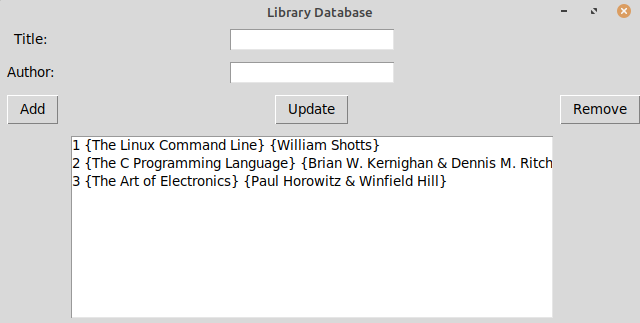 Library Database
Title:
Author:
Add Update Remove
1 {The Linux Command Line} {William Shotts}
2 {The C Programming Language} {Brian W. Kernighan & Dennis M. Ritch
3 {The Art of Electronics} {Paul Horowitz & Winfield Hill}